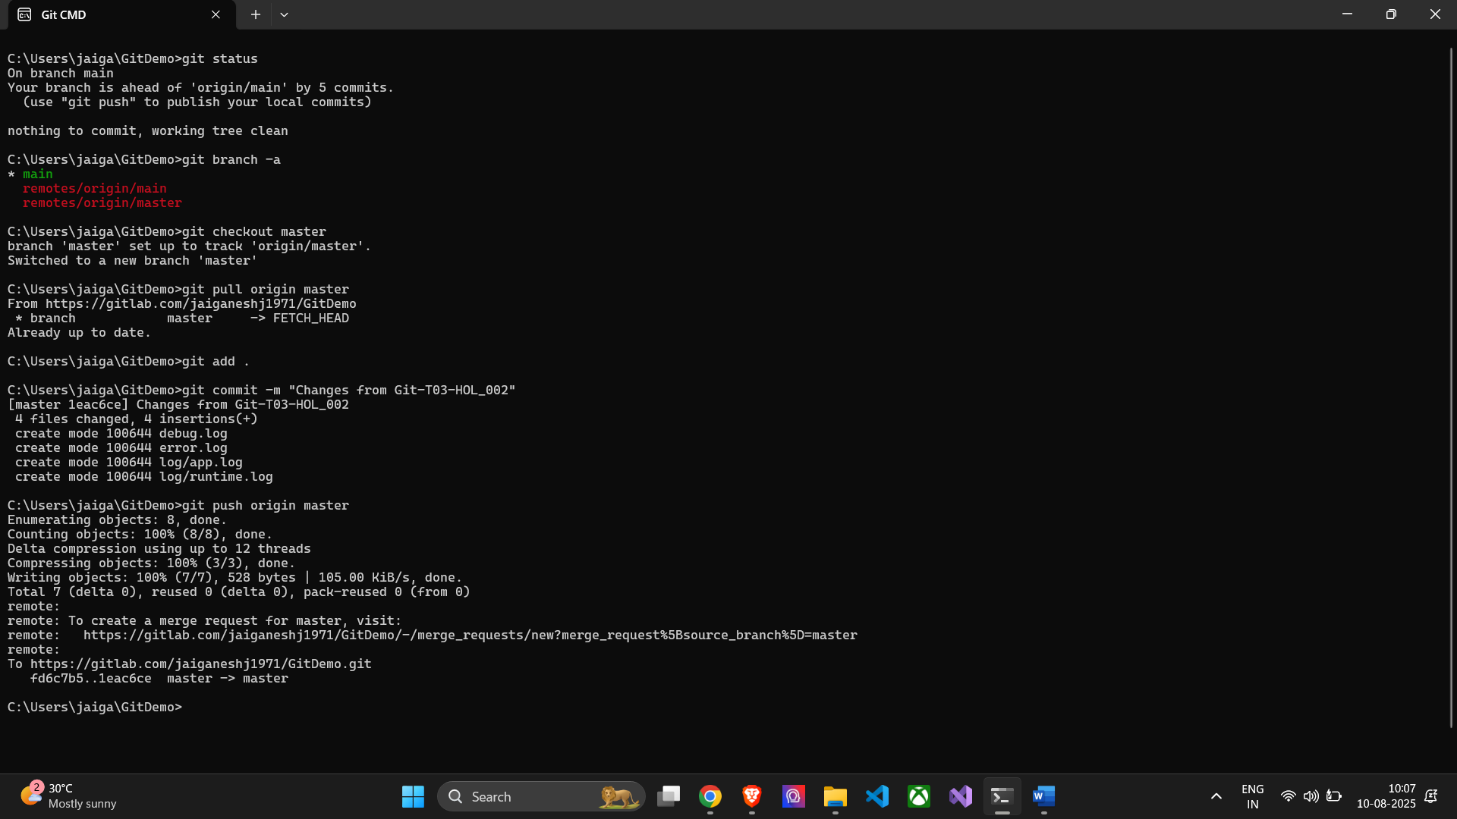 Git CMD
C:\Users\jaiga\GitDemo>git status
On branch main
Your branch is ahead of 'origin/main' by 5 commits.
  (use "git push" to publish your local commits)
nothing to commit, working tree clean
C:\Users\jaiga\GitDemo>git branch -a
* main
  remotes/origin/main
  remotes/origin/master
C:\Users\jaiga\GitDemo>git checkout master
branch 'master' set up to track 'origin/master'.
Switched to a new branch 'master'
C:\Users\jaiga\GitDemo>git pull origin master
From https://gitlab.com/jaiganeshj1971/GitDemo
 * branch            master     -> FETCH_HEAD
Already up to date.
C:\Users\jaiga\GitDemo>git add .
C:\Users\jaiga\GitDemo>git commit -m "Changes from Git-T03-HOL_002"
[master 1eac6ce] Changes from Git-T03-HOL_002
 4 files changed, 4 insertions(+)
 create mode 100644 debug.log
 create mode 100644 error.log
 create mode 100644 log/app.log
 create mode 100644 log/runtime.log
C:\Users\jaiga\GitDemo>git push origin master
Enumerating objects: 8, done.
Counting objects: 100% (8/8), done.
Delta compression using up to 12 threads
Compressing objects: 100% (3/3), done.
Writing objects: 100% (7/7), 528 bytes | 105.00 KiB/s, done.
Total 7 (delta 0), reused 0 (delta 0), pack-reused 0 (from 0)
remote:
remote: To create a merge request for master, visit:
remote:   https://gitlab.com/jaiganeshj1971/GitDemo/-/merge_requests/new?merge_request%5Bsource_branch%5D=master
remote:
To https://gitlab.com/jaiganeshj1971/GitDemo.git
   fd6c7b5..1eac6ce  master -> master
C:\Users\jaiga\GitDemo>
2
30°C
Mostly sunny
Search
ENG
IN
10:07
10-08-2025